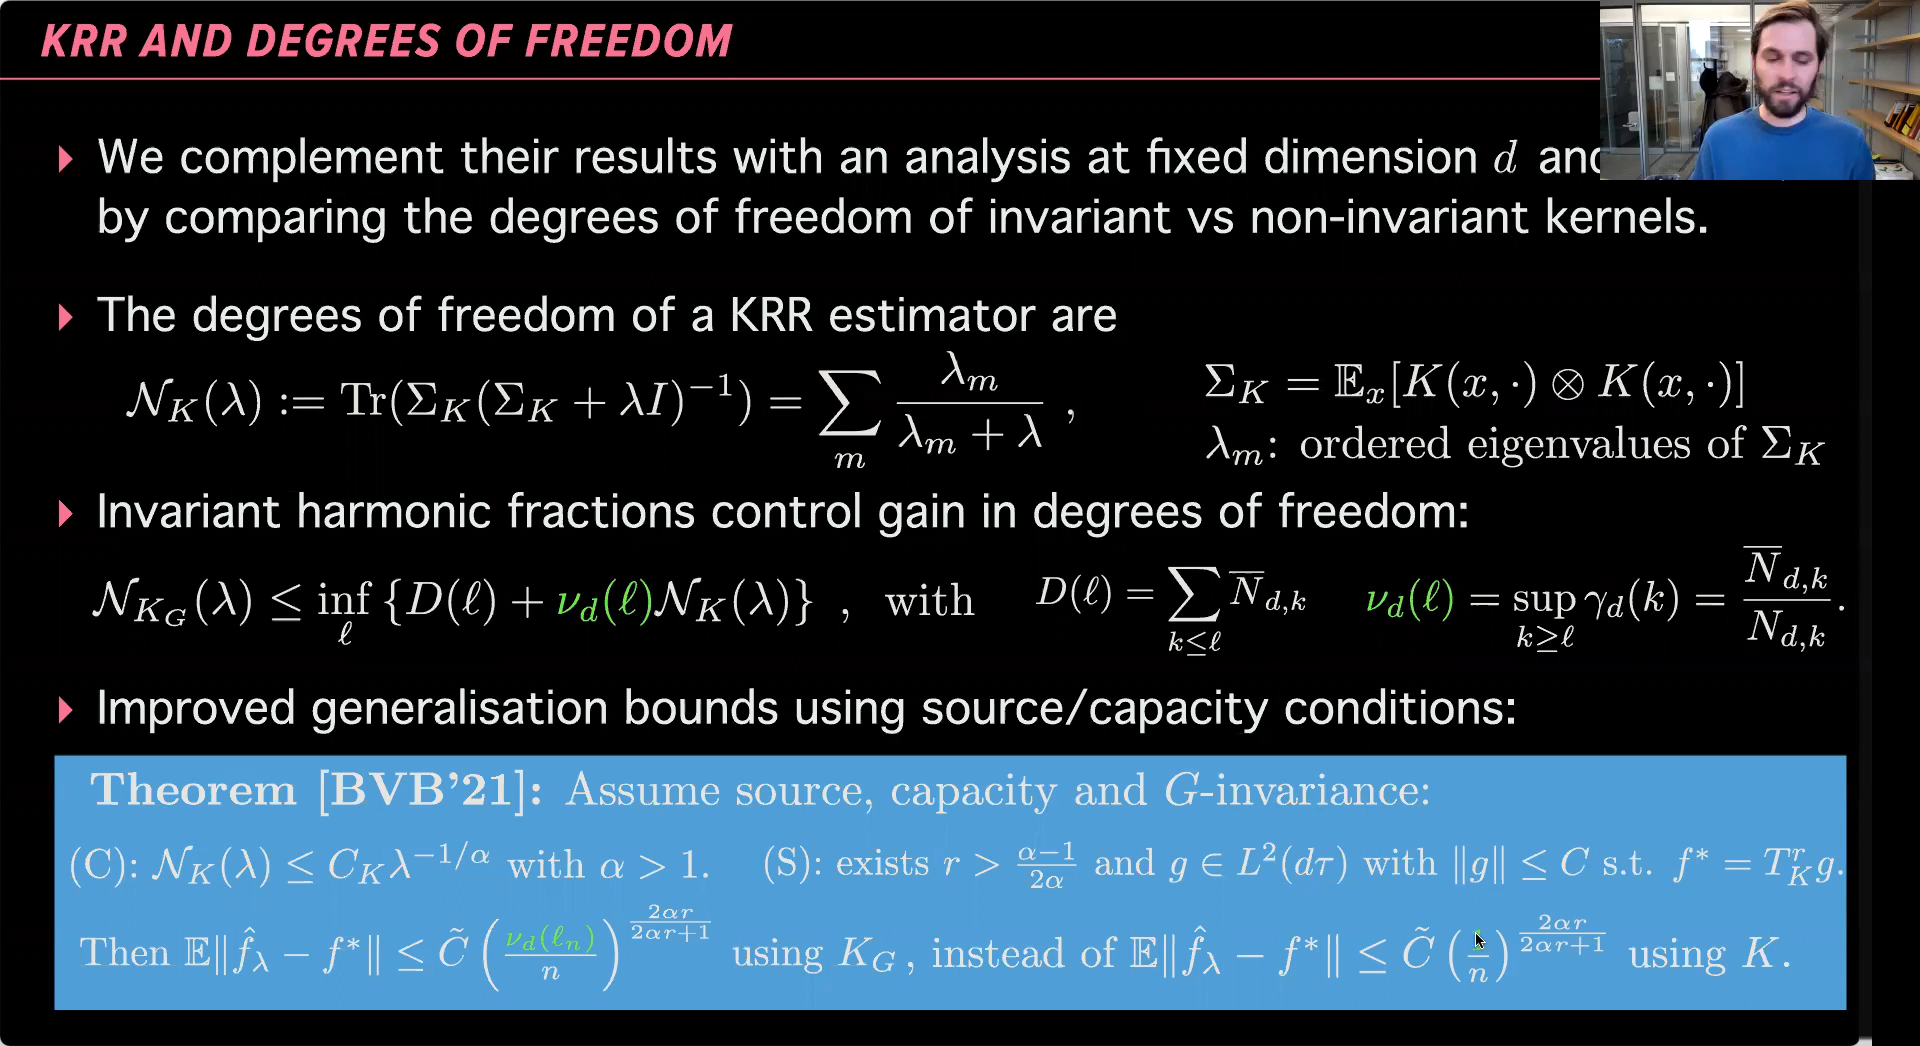 KRR AND DEGREES OF FREEDOM
We complement their results with an analysis at fixed dimension d
by comparing the degrees of freedom of invariant vs non-invariant kernels.
The degrees of freedom of a KRR estimator are
𝒩_K(λ) := Tr(Σ_K(Σ_K + λI)^{-1}) = ∑_m λ_m / (λ_m + λ) , Σ_K = 𝔼_x[K(x, ·) ⊗ K(x, ·)]
λ_m: ordered eigenvalues of Σ_K
Invariant harmonic fractions control gain in degrees of freedom:
𝒩_{K_G}(λ) ≤ inf_ℓ {D(ℓ) + ν_d(ℓ)𝒩_K(λ)} , with D(ℓ) = ∑_{k≤ℓ} N̅_{d,k} ν_d(ℓ) = sup_{k≥ℓ} γ_d(k) = N̅_{d,k} / N_{d,k}.
Improved generalisation bounds using source/capacity conditions:
Theorem [BVB'21]: Assume source, capacity and G-invariance:
(C): 𝒩_K(λ) ≤ C_K λ^{-1/α} with α > 1. (S): exists r > (α−1)/(2α) and g ∈ L²(dτ) with ‖g‖ ≤ C s.t. f* = T_K^r g.
Then 𝔼‖f̂_λ − f*‖ ≤ C̃ (ν_d(ℓ_n)/n)^{2αr/(2αr+1)} using K_G, instead of 𝔼‖f̂_λ − f*‖ ≤ C̃ (1/n)^{2αr/(2αr+1)} using K.